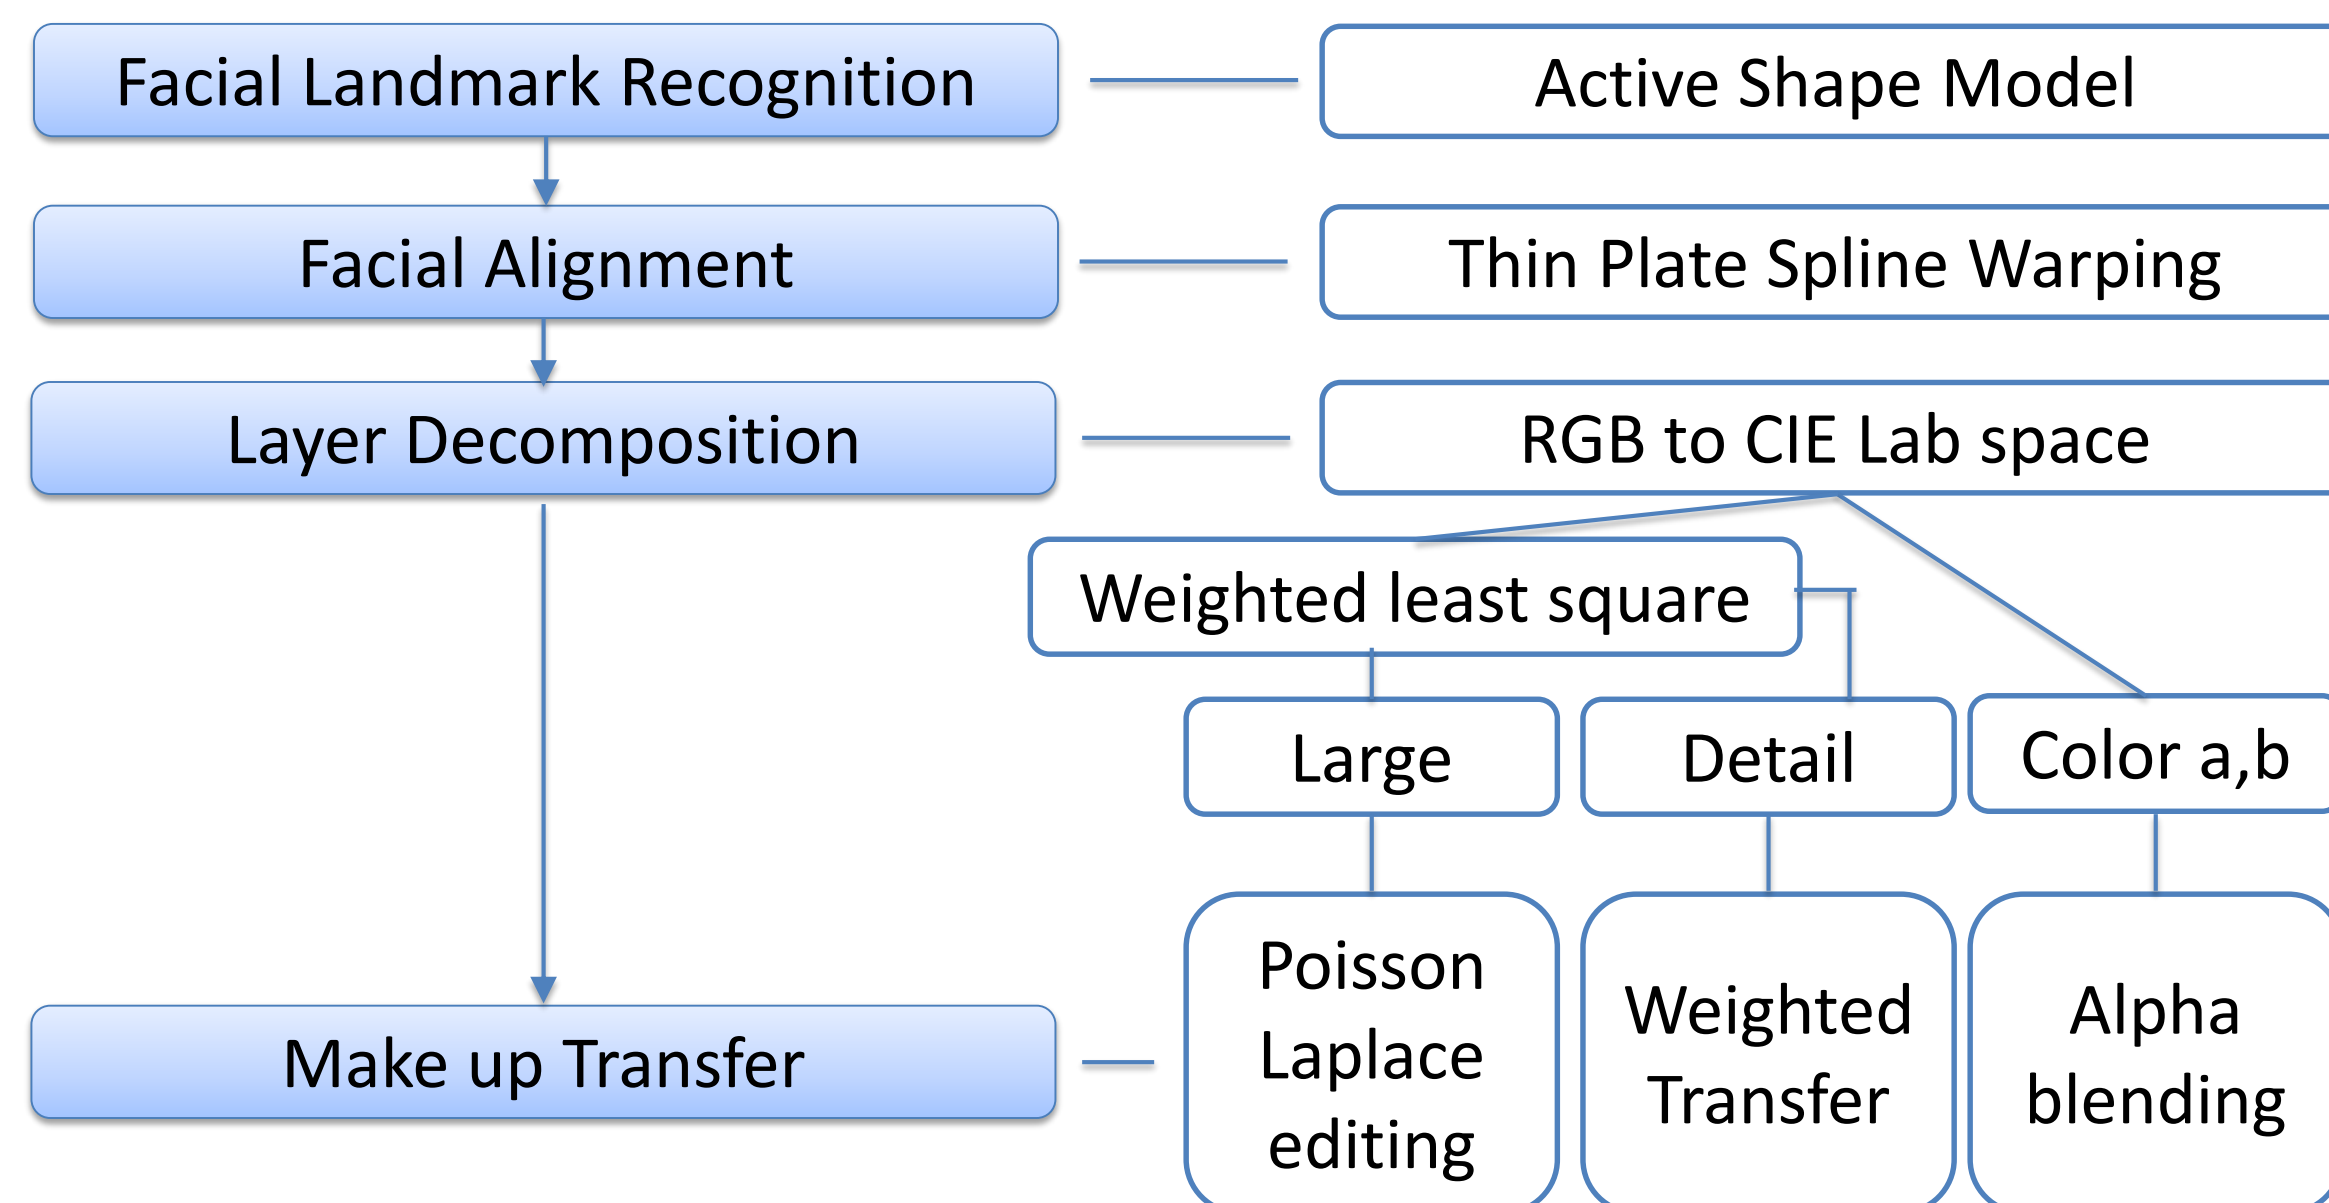 Facial Landmark Recognition
Active Shape Model
Facial Alignment
Thin Plate Spline Warping
Layer Decomposition
RGB to CIE Lab space
Weighted least square
Large
Detail
Color a,b
Make up Transfer
Poisson
Laplace
editing
Weighted
Transfer
Alpha
blending